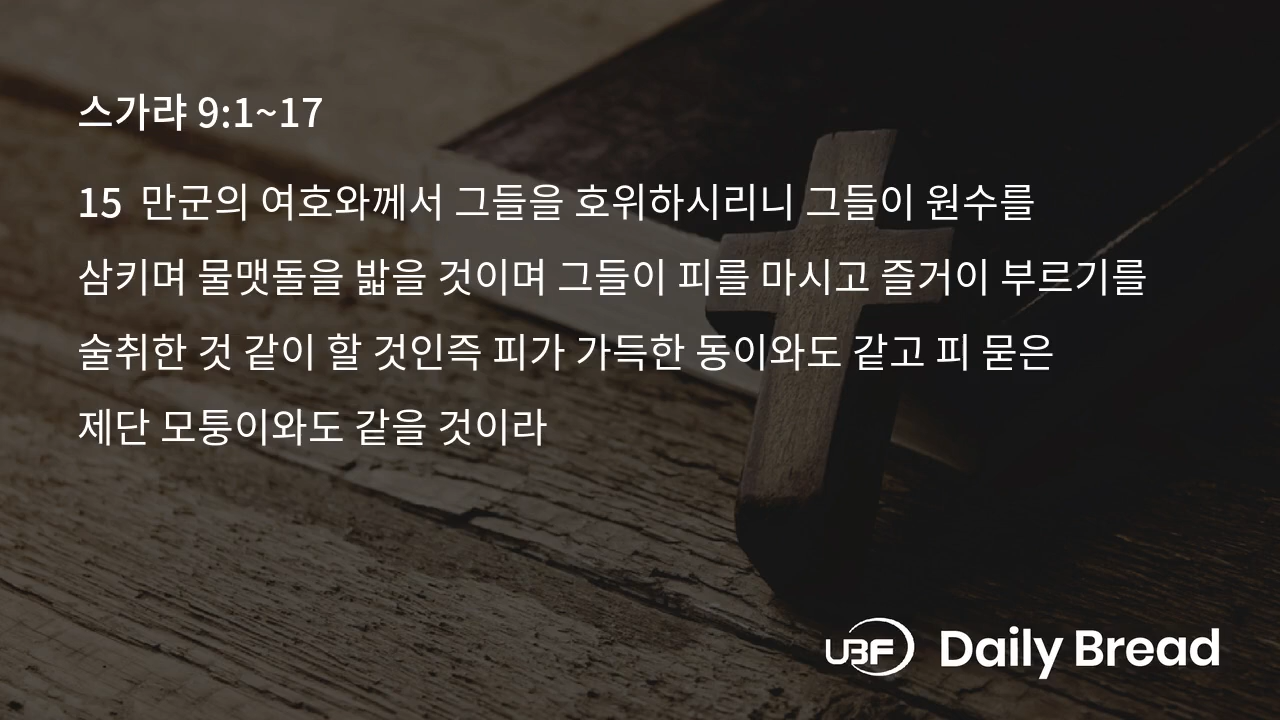 스가랴 9:1~17
15 만군의 여호와께서 그들을 호위하시리니 그들이 원수를
삼키며 물맷돌을 밟을 것이며 그들이 피를 마시고 즐거이 부르기를
술취한 것 같이 할 것인즉 피가 가득한 동이와도 같고 피 묻은
제단 모퉁이와도 같을 것이라
UBF Daily Bread